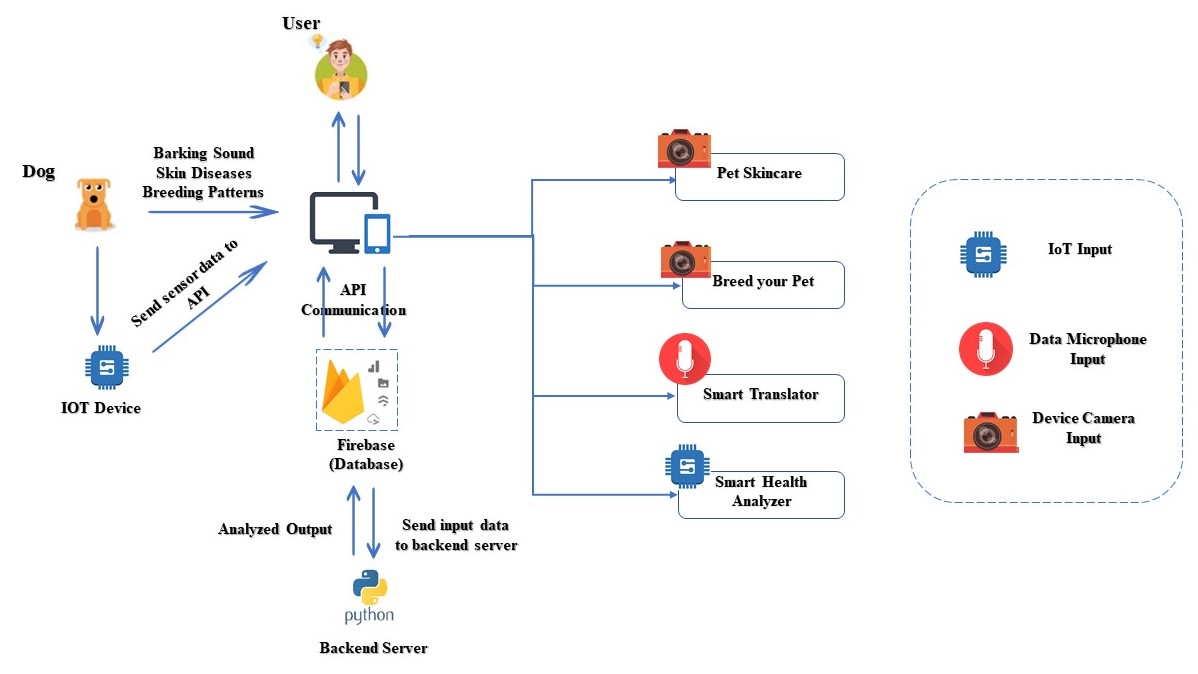 User
Dog
Barking Sound
Skin Diseases
Breeding Patterns
Send sensor data to
API
IOT Device
API
Communication
Firebase
(Database)
Analyzed Output
Send input data
to backend server
python
Backend Server
Pet Skincare
Breed your Pet
Smart Translator
Smart Health
Analyzer
IoT Input
Data Microphone
Input
Device Camera
Input